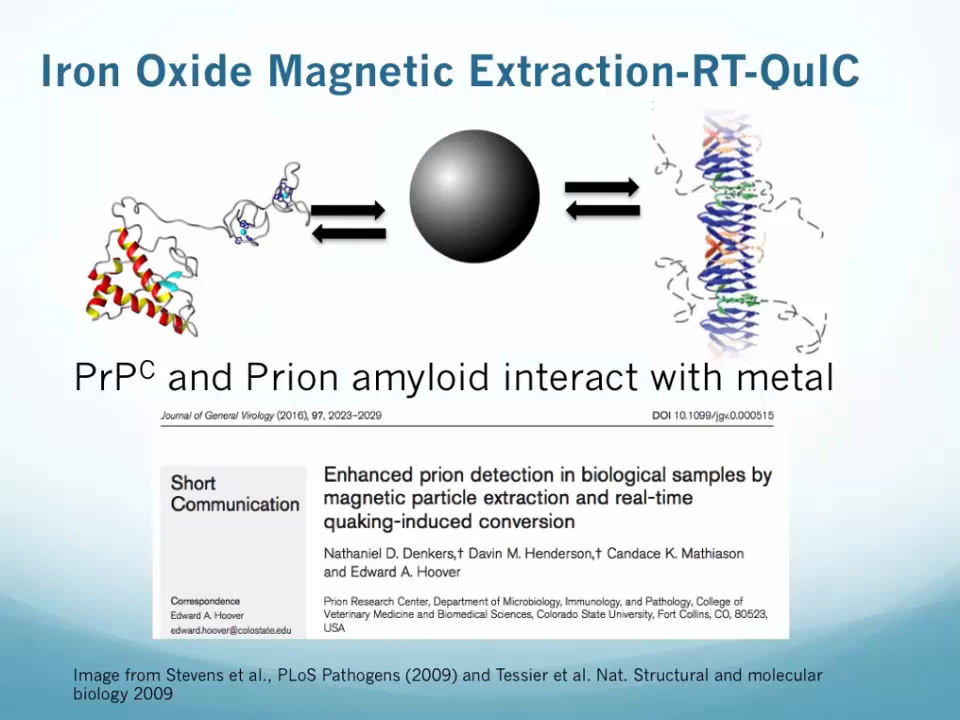 Iron Oxide Magnetic Extraction-RT-QuIC
PrPᶜ and Prion amyloid interact with metal
Journal of General Virology (2016), 97, 2023–2029
DOI 10.1099/jgv.0.000515
Short
Communication
Enhanced prion detection in biological samples by
magnetic particle extraction and real-time
quaking-induced conversion
Nathaniel D. Denkers,† Davin M. Henderson,† Candace K. Mathiason
and Edward A. Hoover
Correspondence
Edward A. Hoover
edward.hoover@colostate.edu
Prion Research Center, Department of Microbiology, Immunology, and Pathology, College of
Veterinary Medicine and Biomedical Sciences, Colorado State University, Fort Collins, CO, 80523,
USA
Image from Stevens et al., PLoS Pathogens (2009) and Tessier et al. Nat. Structural and molecular
biology 2009